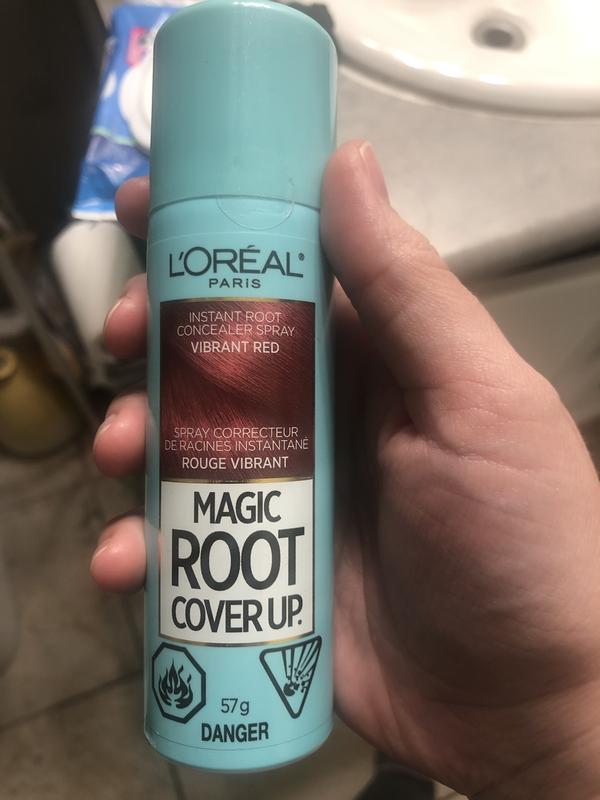 L'ORÉAL®
PARIS
INSTANT ROOT
CONCEALER SPRAY
VIBRANT RED
SPRAY CORRECTEUR
DE RACINES INSTANTANÉ
ROUGE VIBRANT
MAGIC
ROOT
COVER UP.
57g
DANGER